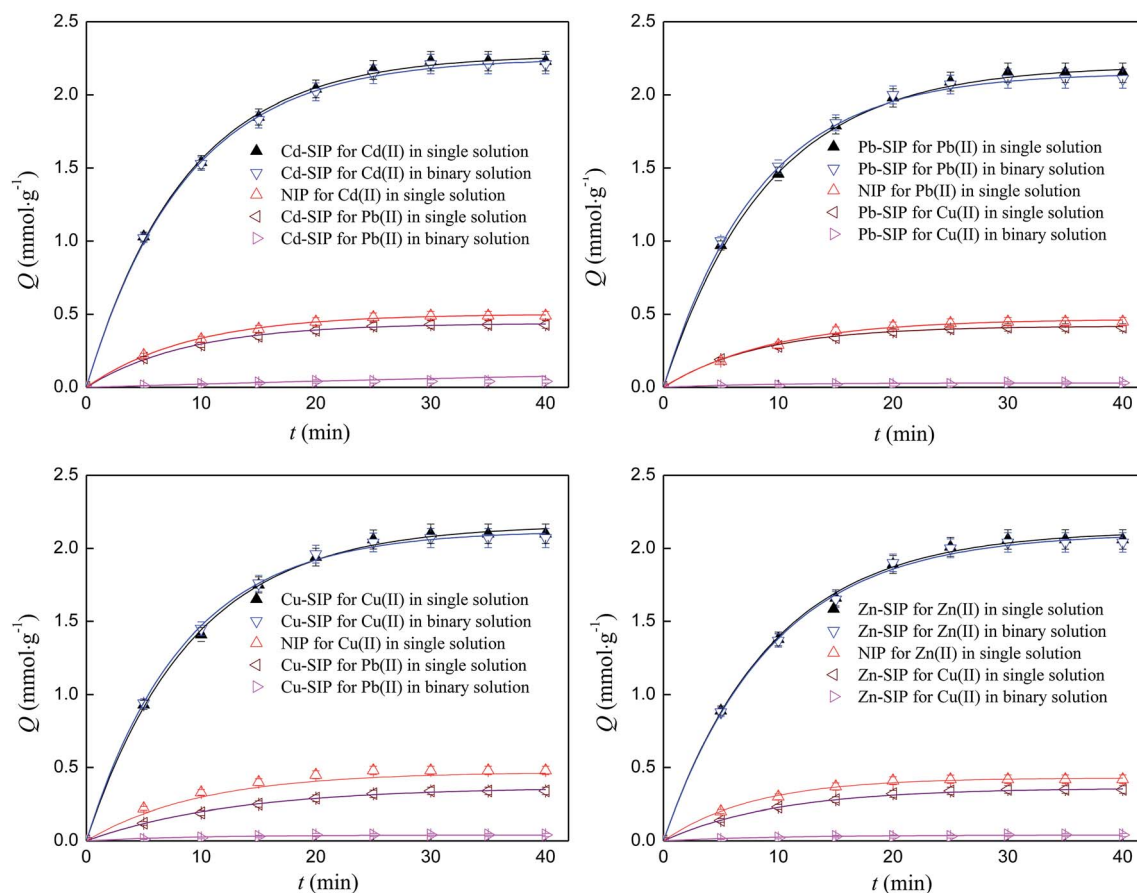 2.5
2.0
1.5
1.0
0.5
0.0
Q (mmol·g⁻¹)
Cd-SIP for Cd(II) in single solution
Cd-SIP for Cd(II) in binary solution
NIP for Cd(II) in single solution
Cd-SIP for Pb(II) in single solution
Cd-SIP for Pb(II) in binary solution
0 10 20 30 40
t (min)
2.5
2.0
1.5
1.0
0.5
0.0
Q (mmol·g⁻¹)
Pb-SIP for Pb(II) in single solution
Pb-SIP for Pb(II) in binary solution
NIP for Pb(II) in single solution
Pb-SIP for Cu(II) in single solution
Pb-SIP for Cu(II) in binary solution
0 10 20 30 40
t (min)
2.5
2.0
1.5
1.0
0.5
0.0
Q (mmol·g⁻¹)
Cu-SIP for Cu(II) in single solution
Cu-SIP for Cu(II) in binary solution
NIP for Cu(II) in single solution
Cu-SIP for Pb(II) in single solution
Cu-SIP for Pb(II) in binary solution
0 10 20 30 40
t (min)
2.5
2.0
1.5
1.0
0.5
0.0
Q (mmol·g⁻¹)
Zn-SIP for Zn(II) in single solution
Zn-SIP for Zn(II) in binary solution
NIP for Zn(II) in single solution
Zn-SIP for Cu(II) in single solution
Zn-SIP for Cu(II) in binary solution
0 10 20 30 40
t (min)